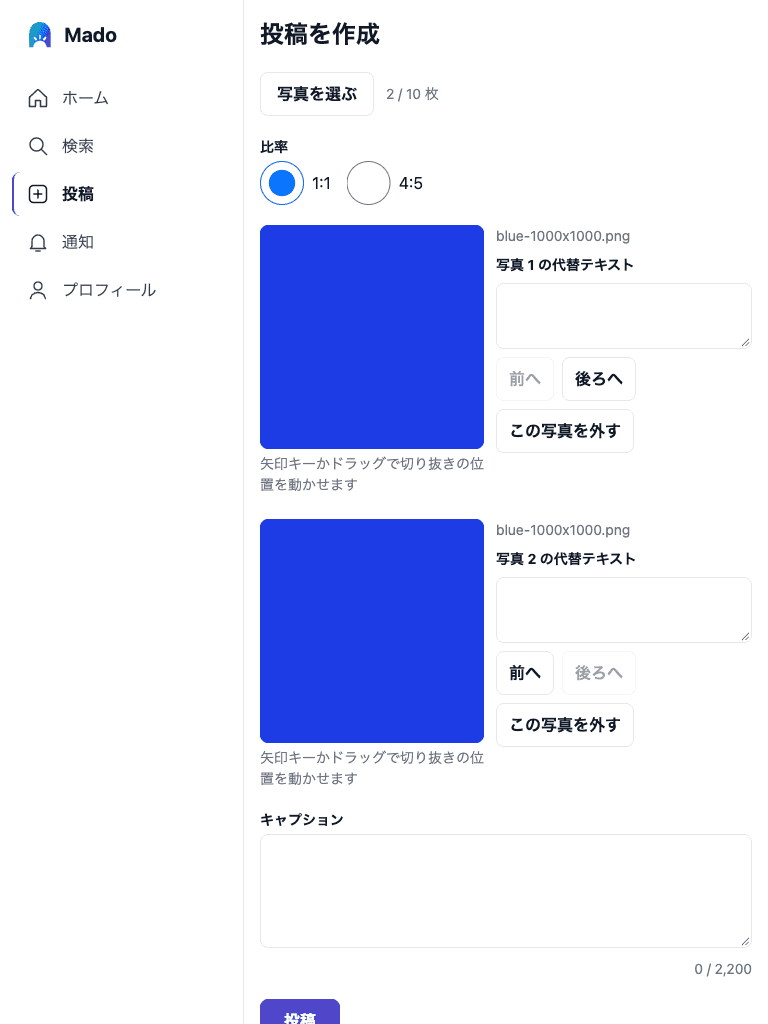 Mado
ホーム
検索
投稿
通知
プロフィール
投稿を作成
写真を選ぶ 2 / 10 枚
比率
1:1 4:5
blue-1000x1000.png
写真 1 の代替テキスト
前へ 後ろへ
この写真を外す
矢印キーかドラッグで切り抜きの位
置を動かせます
blue-1000x1000.png
写真 2 の代替テキスト
前へ 後ろへ
この写真を外す
矢印キーかドラッグで切り抜きの位
置を動かせます
キャプション
0 / 2,200
投稿